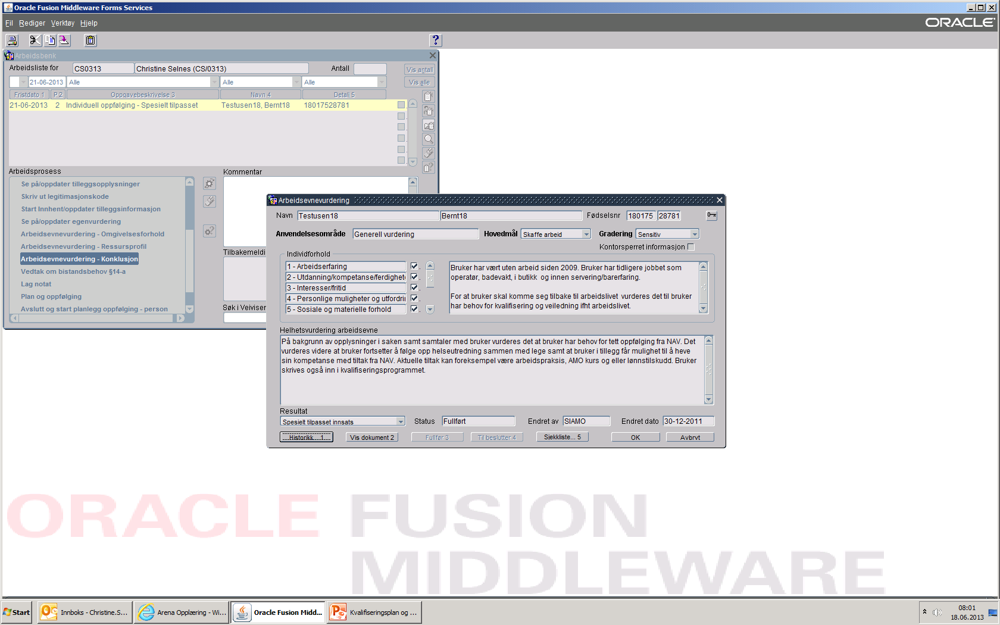 Oracle Fusion Middleware Forms Services
Fil Rediger Verktøy Hjelp
ORACLE
Arbeidsbenk
Arbeidsliste for CS0313 Christine Selnes (CS/0313) Antall Vis antall
21-06-2013 Alle Alle Alle Vis alle
Fristdato 1 P 2 Oppgavebeskrivelse 3 Navn 4 Detalj 5
21-06-2013 2 Individuell oppfølging - Spesielt tilpasset Testusen18, Bernt18 18017528781
Arbeidsprosess
Se på/oppdater tilleggsopplysninger
Skriv ut legitimasjonskode
Start Innhent/oppdater tilleggsinformasjon
Se på/oppdater egenvurdering
Arbeidsevnevurdering - Omgivelsesforhold
Arbeidsevnevurdering - Ressursprofil
Arbeidsevnevurdering - Konklusjon
Vedtak om bistandsbehov §14-a
Lag notat
Plan og oppfølging
Avslutt og start planlegg oppfølging - person
Kommentar
Tilbakemeldi
Søk i Veiviser
Arbeidsevnevurdering
Navn Testusen18 Bernt18 Fødselsnr 180175 28781
Anvendelsesområde Generell vurdering Hovedmål Skaffe arbeid Gradering Sensitiv
Kontorsperret informasjon
Individforhold
1 - Arbeidserfaring
2 - Utdanning/kompetanse/ferdighete
3 - Interesser/fritid
4 - Personlige muligheter og utfordrin
5 - Sosiale og materielle forhold
Bruker har vært uten arbeid siden 2009. Bruker har tidligere jobbet som
operatør, badevakt, i butikk og innen servering/barerfaring.
For at bruker skal komme seg tilbake til arbeidslivet vurderes det til bruker
har behov for kvalifisering og veiledning ifht arbeidslivet.
Helhetsvurdering arbeidsevne
På bakgrunn av opplysninger i saken samt samtaler med bruker vurderes det at bruker har behov for tett oppfølging fra NAV. Det
vurderes videre at bruker fortsetter å følge opp helseutredning sammen med lege samt at bruker i tillegg får mulighet til å heve
sin kompetanse med tiltak fra NAV. Aktuelle tiltak kan foreksempel være arbeidspraksis, AMO kurs og eller lønnstilskudd. Bruker
skrives også inn i kvalifiseringsprogrammet.
Resultat
Spesielt tilpasset innsats Status Fullført Endret av SIAMO Endret dato 30-12-2011
Historikk... 1 Vis dokument 2 Fullfør 3 Til beslutter 4 Sjekkliste... 5 OK Avbryt
ORACLE FUSION
MIDDLEWARE
Start Innboks - Christine.S... Arena Opplæring - Wi... Oracle Fusion Midd... Kvalifiseringsplan og ...
08:01
18.06.2013